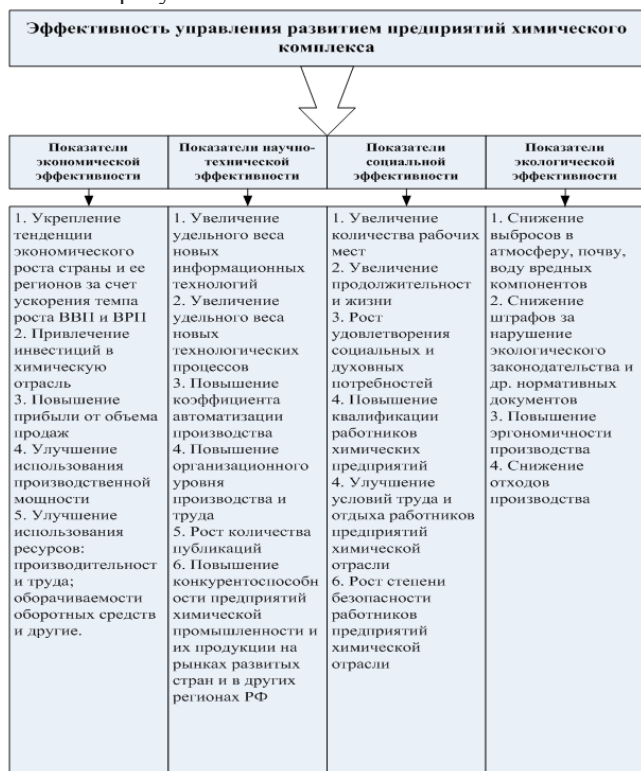 Эффективность управления развитием предприятий химического
комплекса
Показатели
экономической
эффективности
Показатели научно-
технической
эффективности
Показатели
социальной
эффективности
Показатели
экологической
эффективности
1. Укрепление
тенденции
экономического
роста страны и ее
регионов за счет
ускорения темпа
роста ВВП и ВРП
2. Привлечение
инвестиций в
химическую
отрасль
3. Повышение
прибыли от объема
продаж
4. Улучшение
использования
производственной
мощности
5. Улучшение
использования
ресурсов:
производительност
и труда;
оборачиваемости
оборотных средств
и другие.
1. Увеличение
удельного веса
новых
информационных
технологий
2. Увеличение
удельного веса
новых
технологических
процессов
3. Повышение
коэффициента
автоматизации
производства
4. Повышение
организационного
уровня
производства и
труда
5. Рост количества
публикаций
6. Повышение
конкурентоспособн
ости предприятий
химической
промышленности и
их продукции на
рынках развитых
стран и в других
регионах РФ
1. Увеличение
количества рабочих
мест
2. Увеличение
продолжительност
и жизни
3. Рост
удовлетворения
социальных и
духовных
потребностей
4. Повышение
квалификации
работников
химических
предприятий
4. Улучшение
условий труда и
отдыха работников
предприятий
химической
отрасли
6. Рост степени
безопасности
работников
предприятий
химической
отрасли
1. Снижение
выбросов в
атмосферу, почву,
воду вредных
компонентов
2. Снижение
штрафов за
нарушение
экологического
законодательства и
др. нормативных
документов
3. Повышение
эргономичности
производства
4. Снижение
отходов
производства